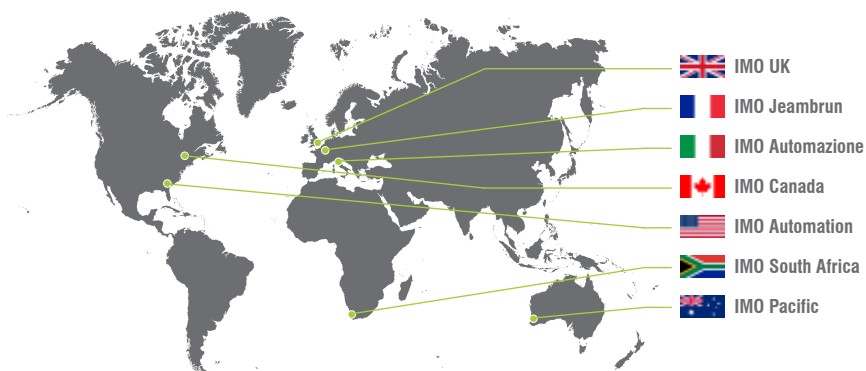 IMO UK
IMO Jeambrun
IMO Automazione
IMO Canada
IMO Automation
IMO South Africa
IMO Pacific